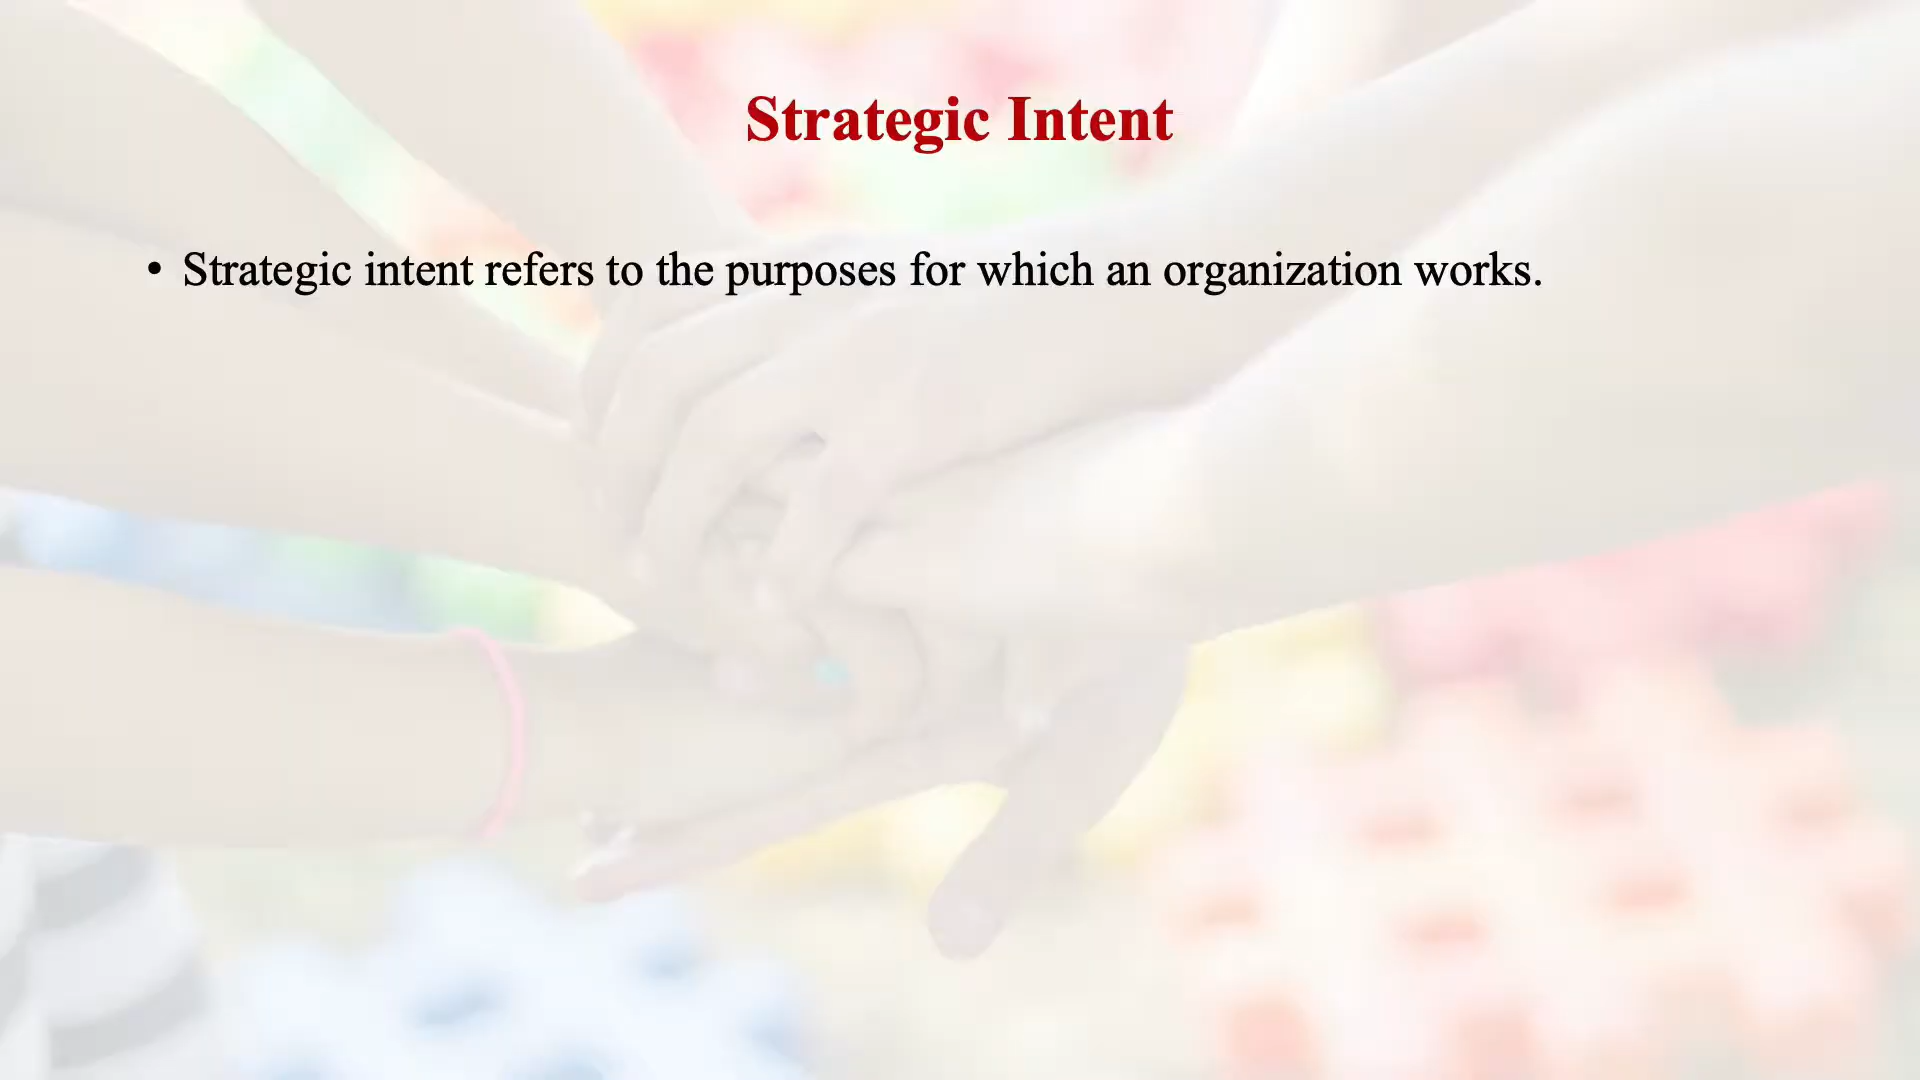 Strategic Intent
• Strategic intent refers to the purposes for which an organization works.